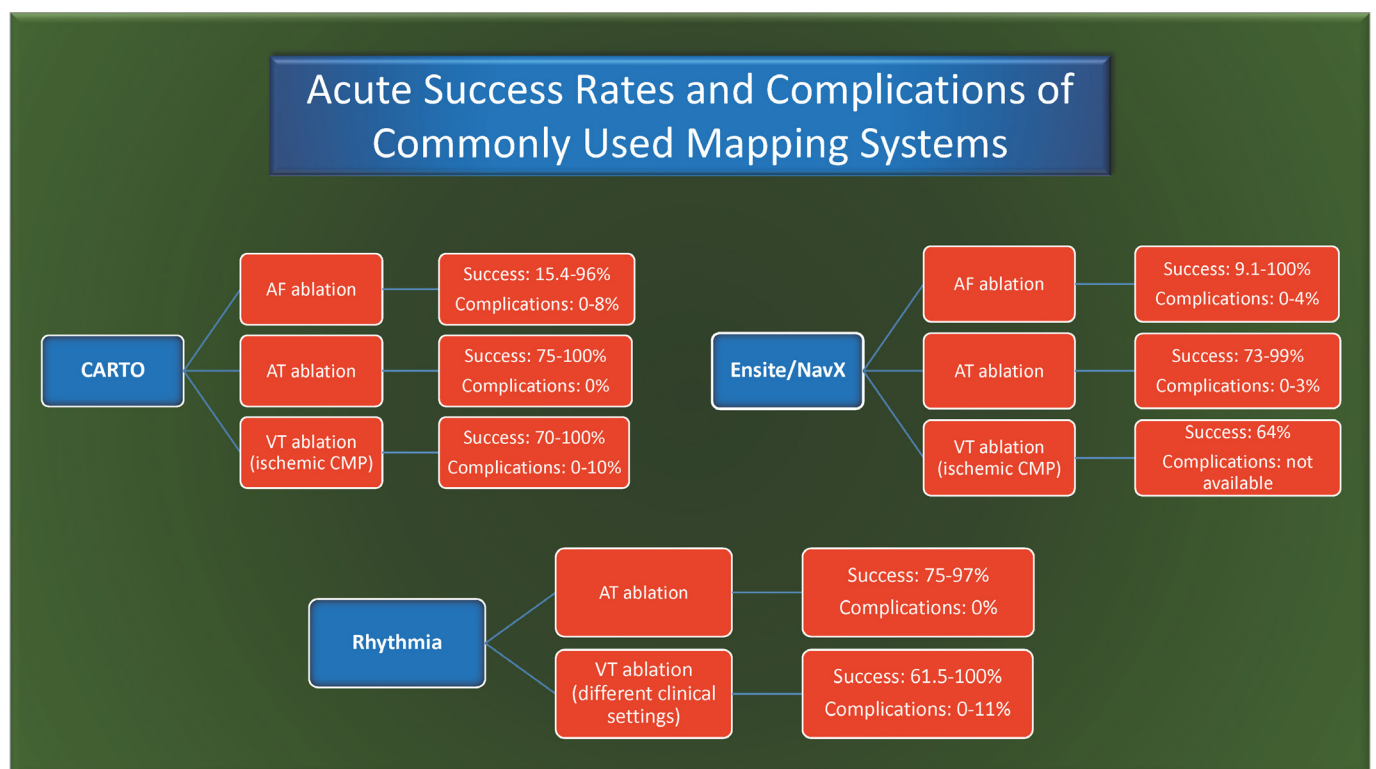 Acute Success Rates and Complications of
Commonly Used Mapping Systems
CARTO
AF ablation
Success: 15.4-96%
Complications: 0-8%
AT ablation
Success: 75-100%
Complications: 0%
VT ablation
(ischemic CMP)
Success: 70-100%
Complications: 0-10%
Ensite/NavX
AF ablation
Success: 9.1-100%
Complications: 0-4%
AT ablation
Success: 73-99%
Complications: 0-3%
VT ablation
(ischemic CMP)
Success: 64%
Complications: not
available
Rhythmia
AT ablation
Success: 75-97%
Complications: 0%
VT ablation
(different clinical
settings)
Success: 61.5-100%
Complications: 0-11%